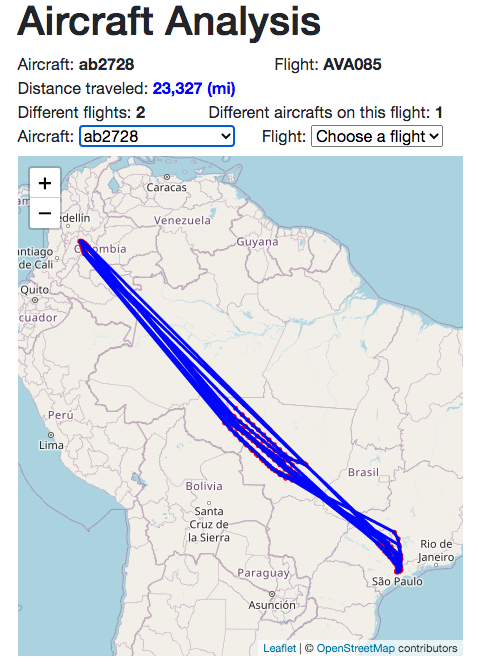 Aircraft Analysis
Aircraft: ab2728 Flight: AVA085
Distance traveled: 23,327 (mi)
Different flights: 2 Different aircrafts on this flight: 1
Aircraft: ab2728 Flight: Choose a flight
+
−
Caracas
edellín
Venezuela
Guyana
Colombia
antiago
de Cali
Quito
cuador
Perú
Lima
Brasil
Bolivia
Santa
Cruz de
la Sierra
Rio de
Janeiro
São Paulo
Paraguay
Asunción
Leaflet | © OpenStreetMap contributors